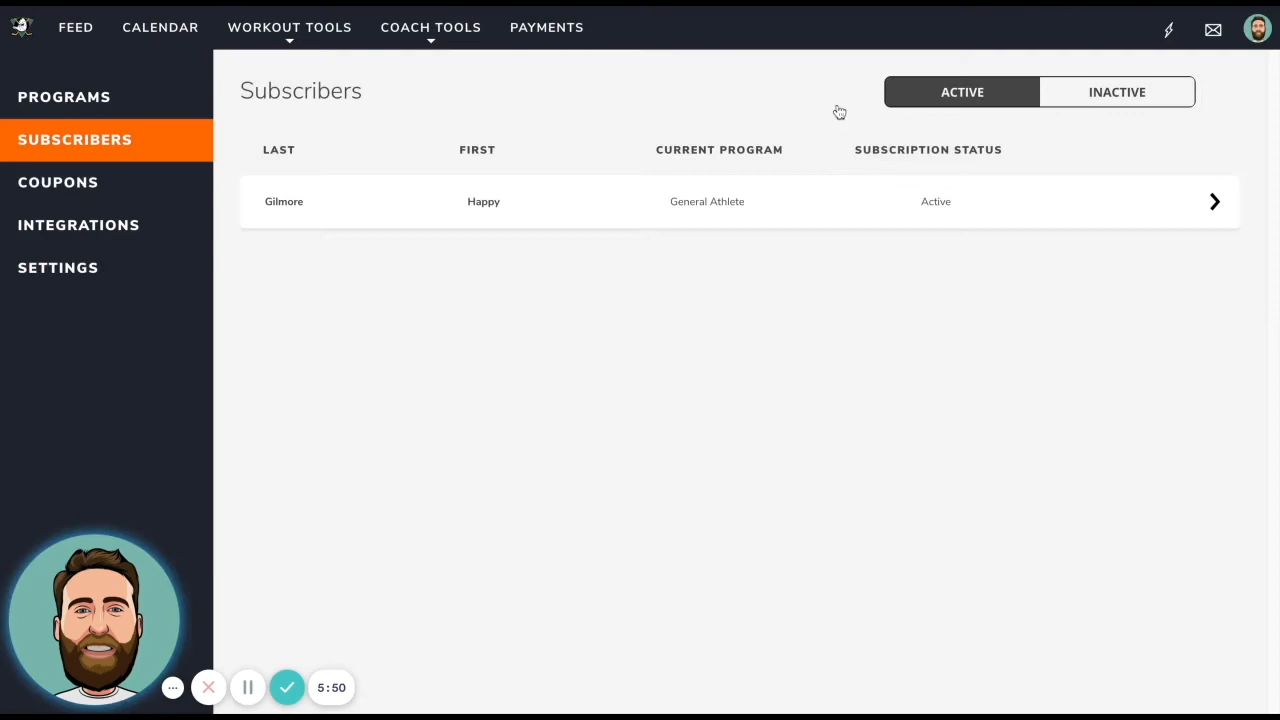 FEED CALENDAR WORKOUT TOOLS COACH TOOLS PAYMENTS
PROGRAMS
SUBSCRIBERS
COUPONS
INTEGRATIONS
SETTINGS
Subscribers
ACTIVE INACTIVE
LAST FIRST CURRENT PROGRAM SUBSCRIPTION STATUS
Gilmore Happy General Athlete Active
5:50